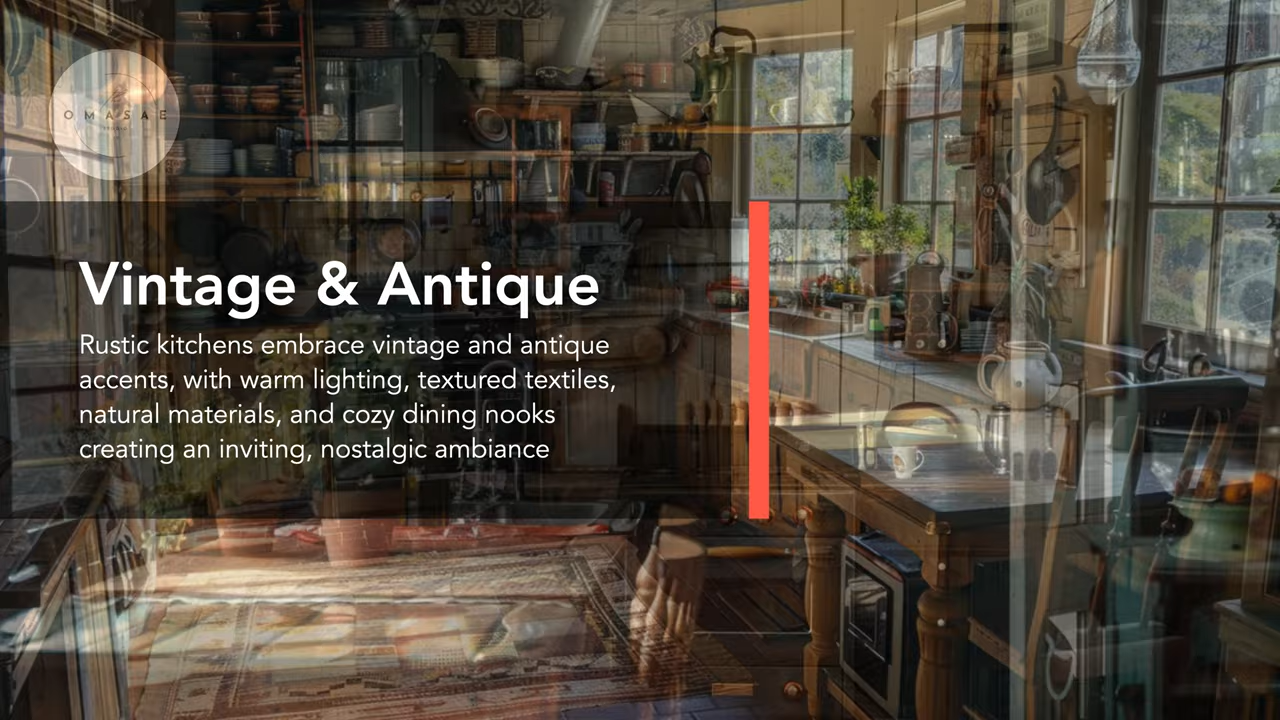 OMASAE
Vintage & Antique
Rustic kitchens embrace vintage and antique
accents, with warm lighting, textured textiles,
natural materials, and cozy dining nooks
creating an inviting, nostalgic ambiance